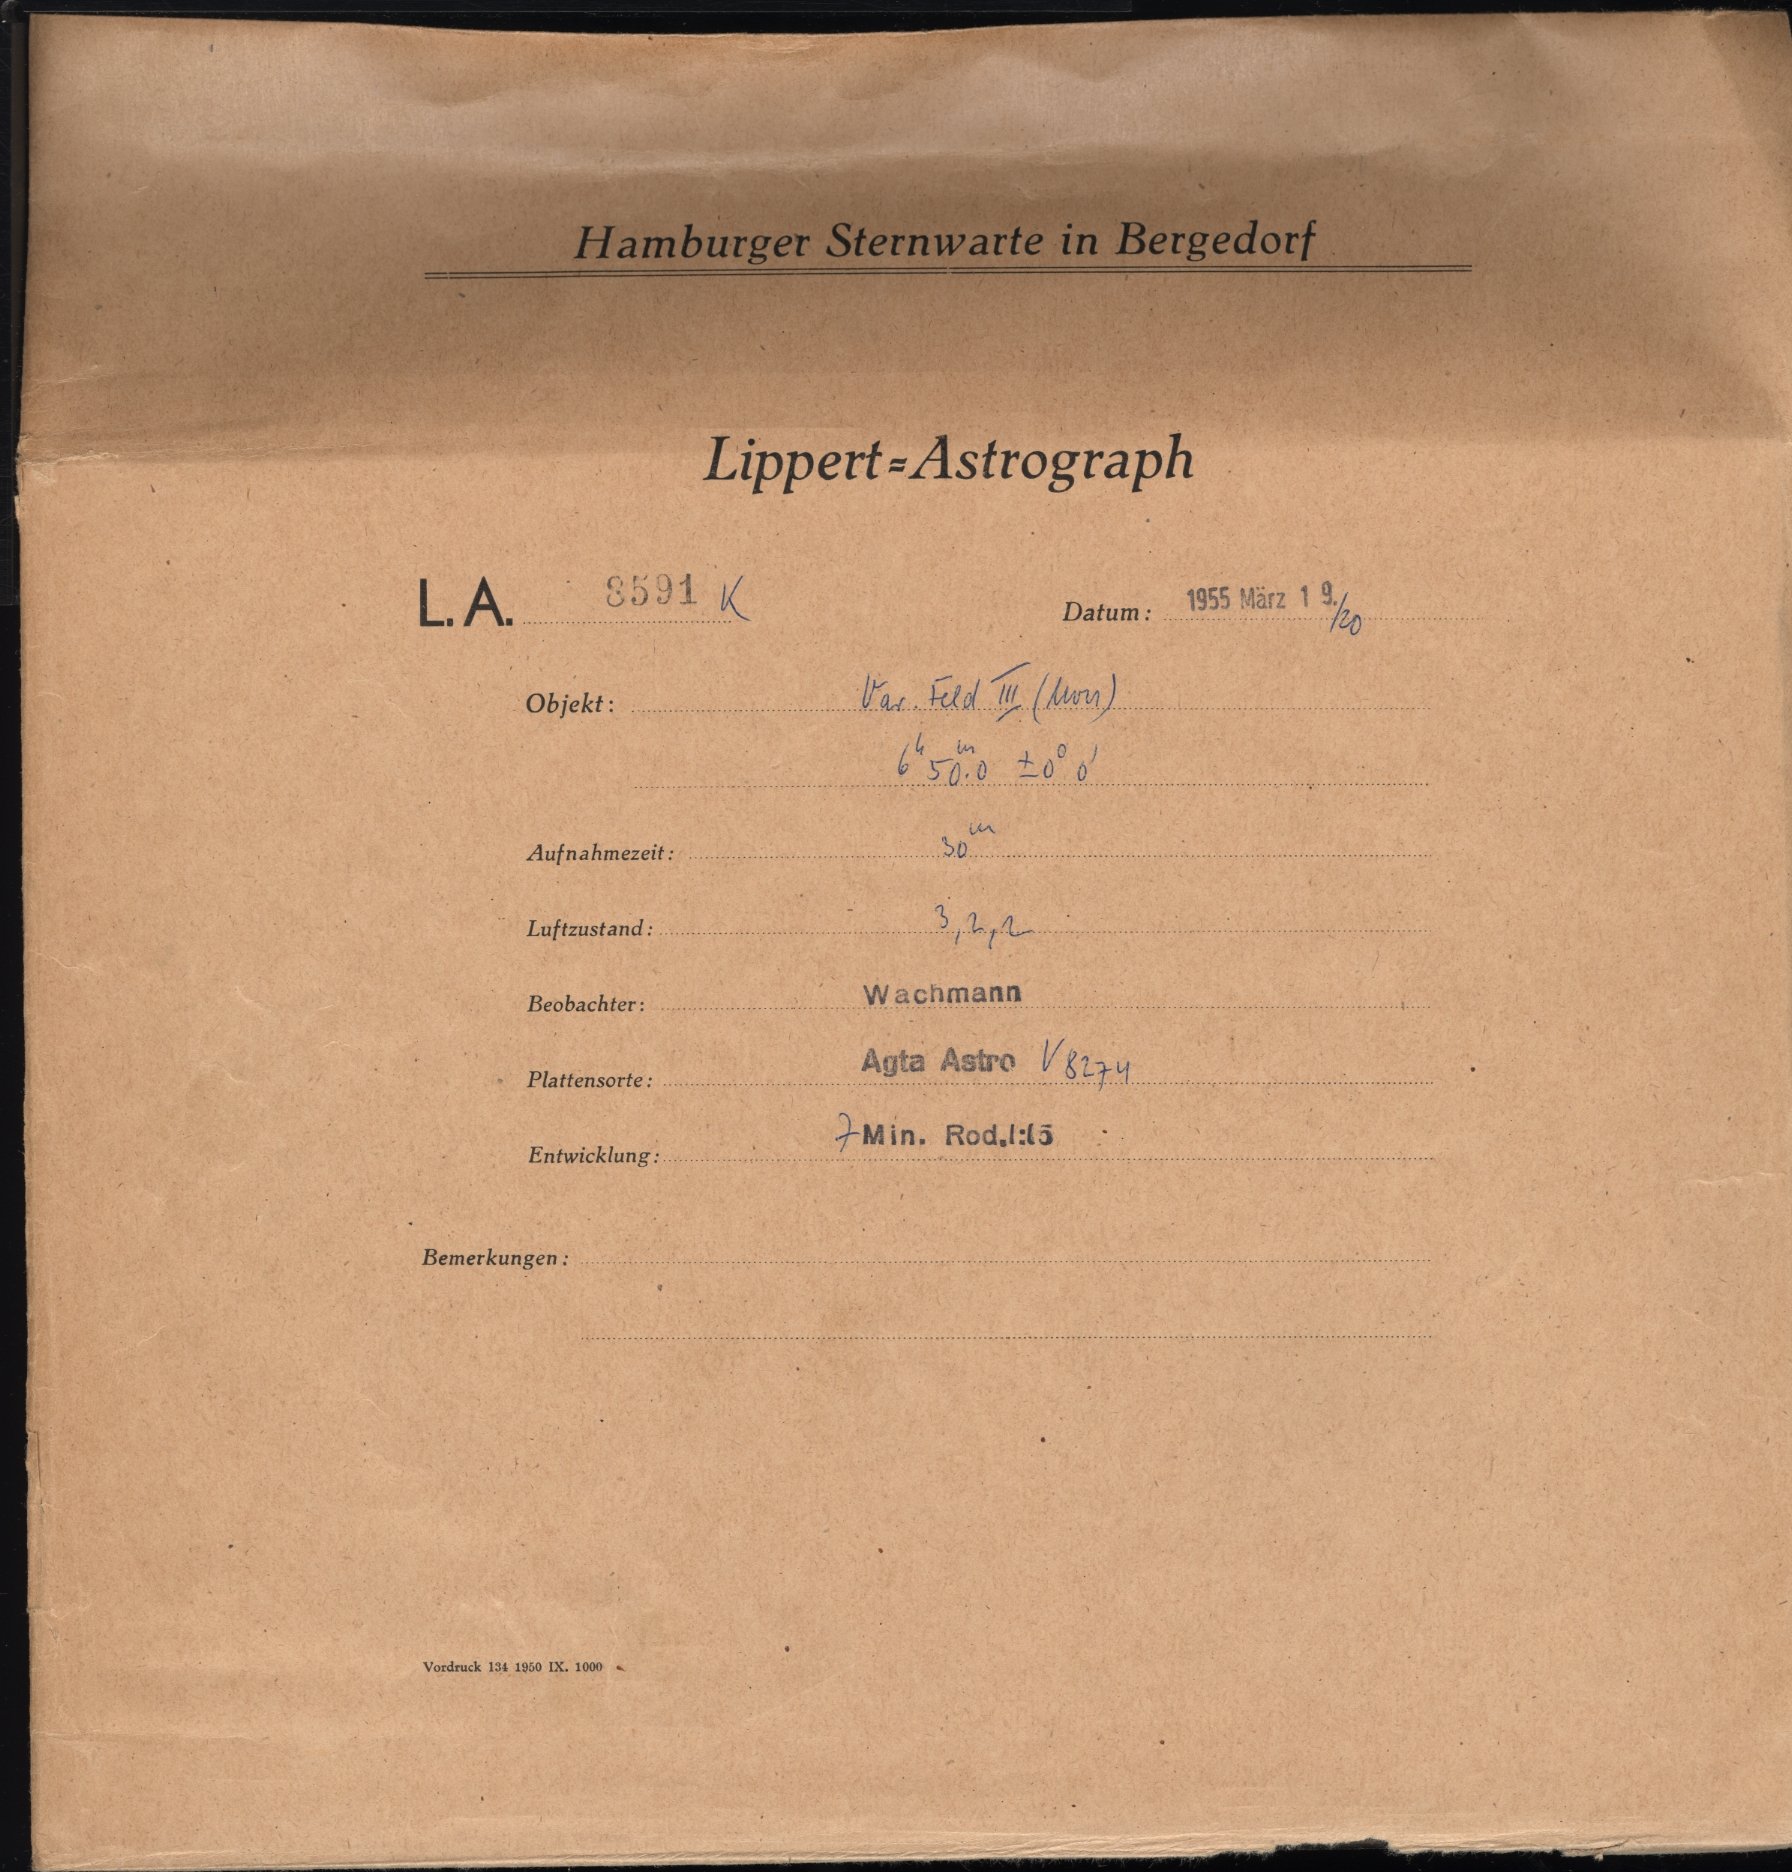 Hamburger Sternwarte in Bergedorf
Lippert=Astrograph
L. A. 8591 K Datum: 1955 März 19./20
Objekt: Var. Feld III (Mon)
6h 50.m0 ±0° 0'
Aufnahmezeit: 30m
Luftzustand: 3, 2, 2
Beobachter: Wachmann
Plattensorte: Agfa Astro V 8274
Entwicklung: 7 Min. Rod.1:15
Bemerkungen:
Vordruck 134 1950 IX. 1000